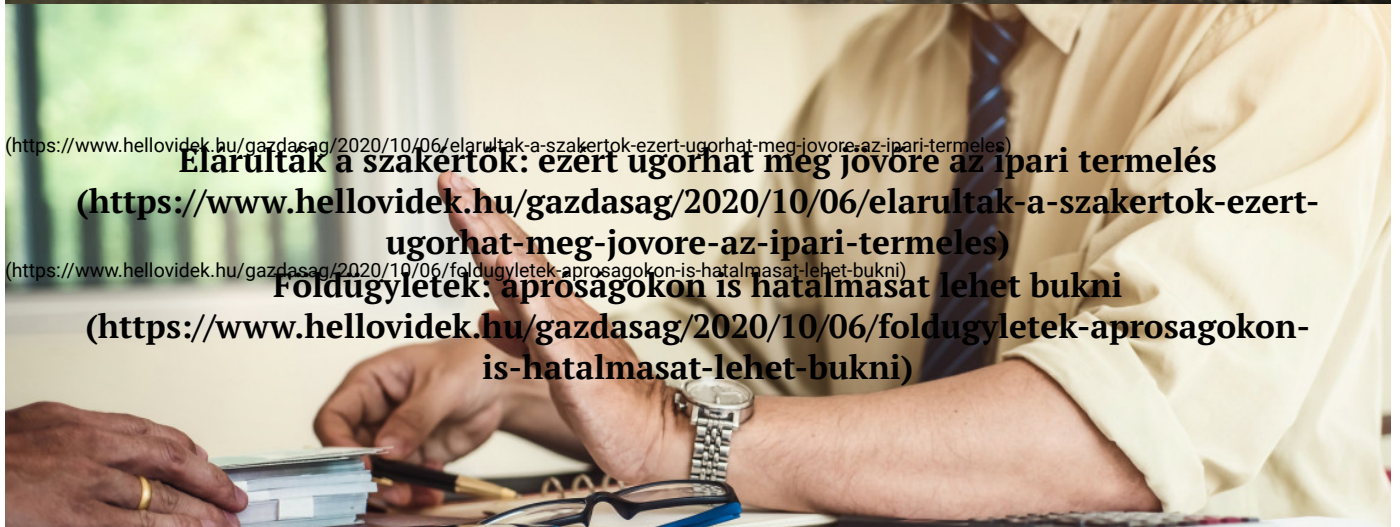 (https://www.hellovidek.hu/gazdasag/2020/10/06/elarultak-a-szakertok-ezert-ugorhat-meg-jovore-az-ipari-termeles)
Elárulták a szakértők: ezért ugorhat meg jövőre az ipari termelés
(https://www.hellovidek.hu/gazdasag/2020/10/06/elarultak-a-szakertok-ezert-
ugorhat-meg-jovore-az-ipari-termeles)
(https://www.hellovidek.hu/gazdasag/2020/10/06/foldugyletek-aprosagokon-is-hatalmasat-lehet-bukni)
Földügyletek: apróságokon is hatalmasat lehet bukni
(https://www.hellovidek.hu/gazdasag/2020/10/06/foldugyletek-aprosagokon-
is-hatalmasat-lehet-bukni)